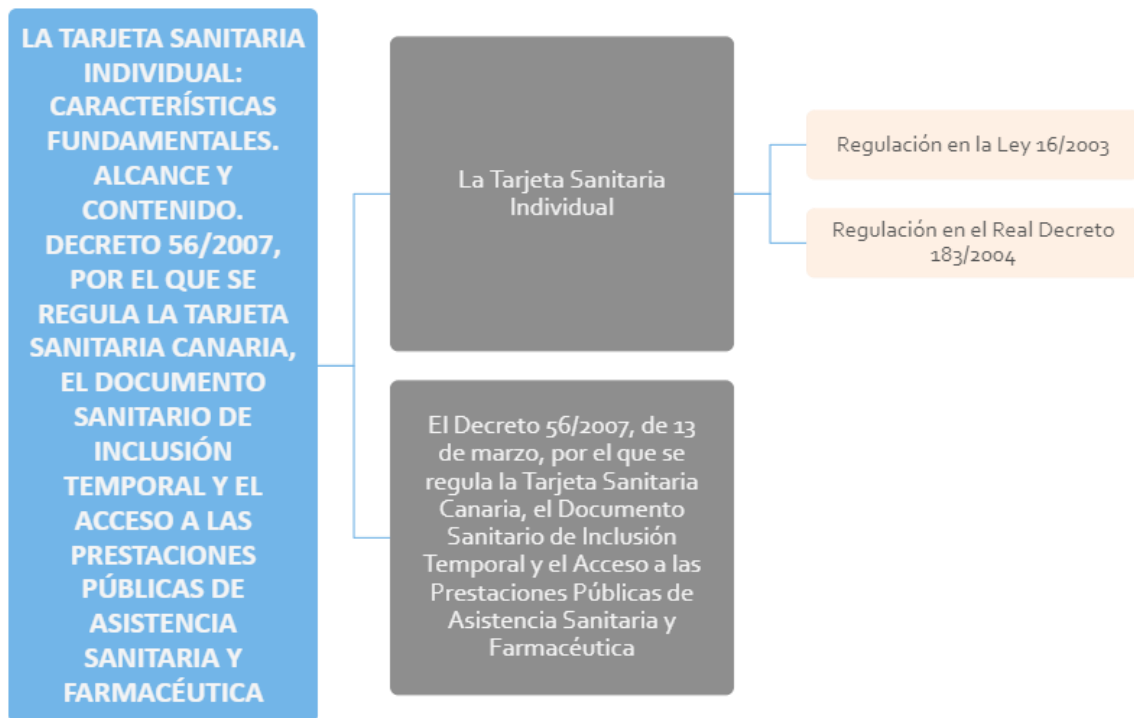 LA TARJETA SANITARIA
INDIVIDUAL:
CARACTERÍSTICAS
FUNDAMENTALES.
ALCANCE Y
CONTENIDO.
DECRETO 56/2007,
POR EL QUE SE
REGULA LA TARJETA
SANITARIA CANARIA,
EL DOCUMENTO
SANITARIO DE
INCLUSIÓN
TEMPORAL Y EL
ACCESO A LAS
PRESTACIONES
PÚBLICAS DE
ASISTENCIA
SANITARIA Y
FARMACÉUTICA
La Tarjeta Sanitaria
Individual
Regulación en la Ley 16/2003
Regulación en el Real Decreto
183/2004
El Decreto 56/2007, de 13
de marzo, por el que se
regula la Tarjeta Sanitaria
Canaria, el Documento
Sanitario de Inclusión
Temporal y el Acceso a las
Prestaciones Públicas de
Asistencia Sanitaria y
Farmacéutica